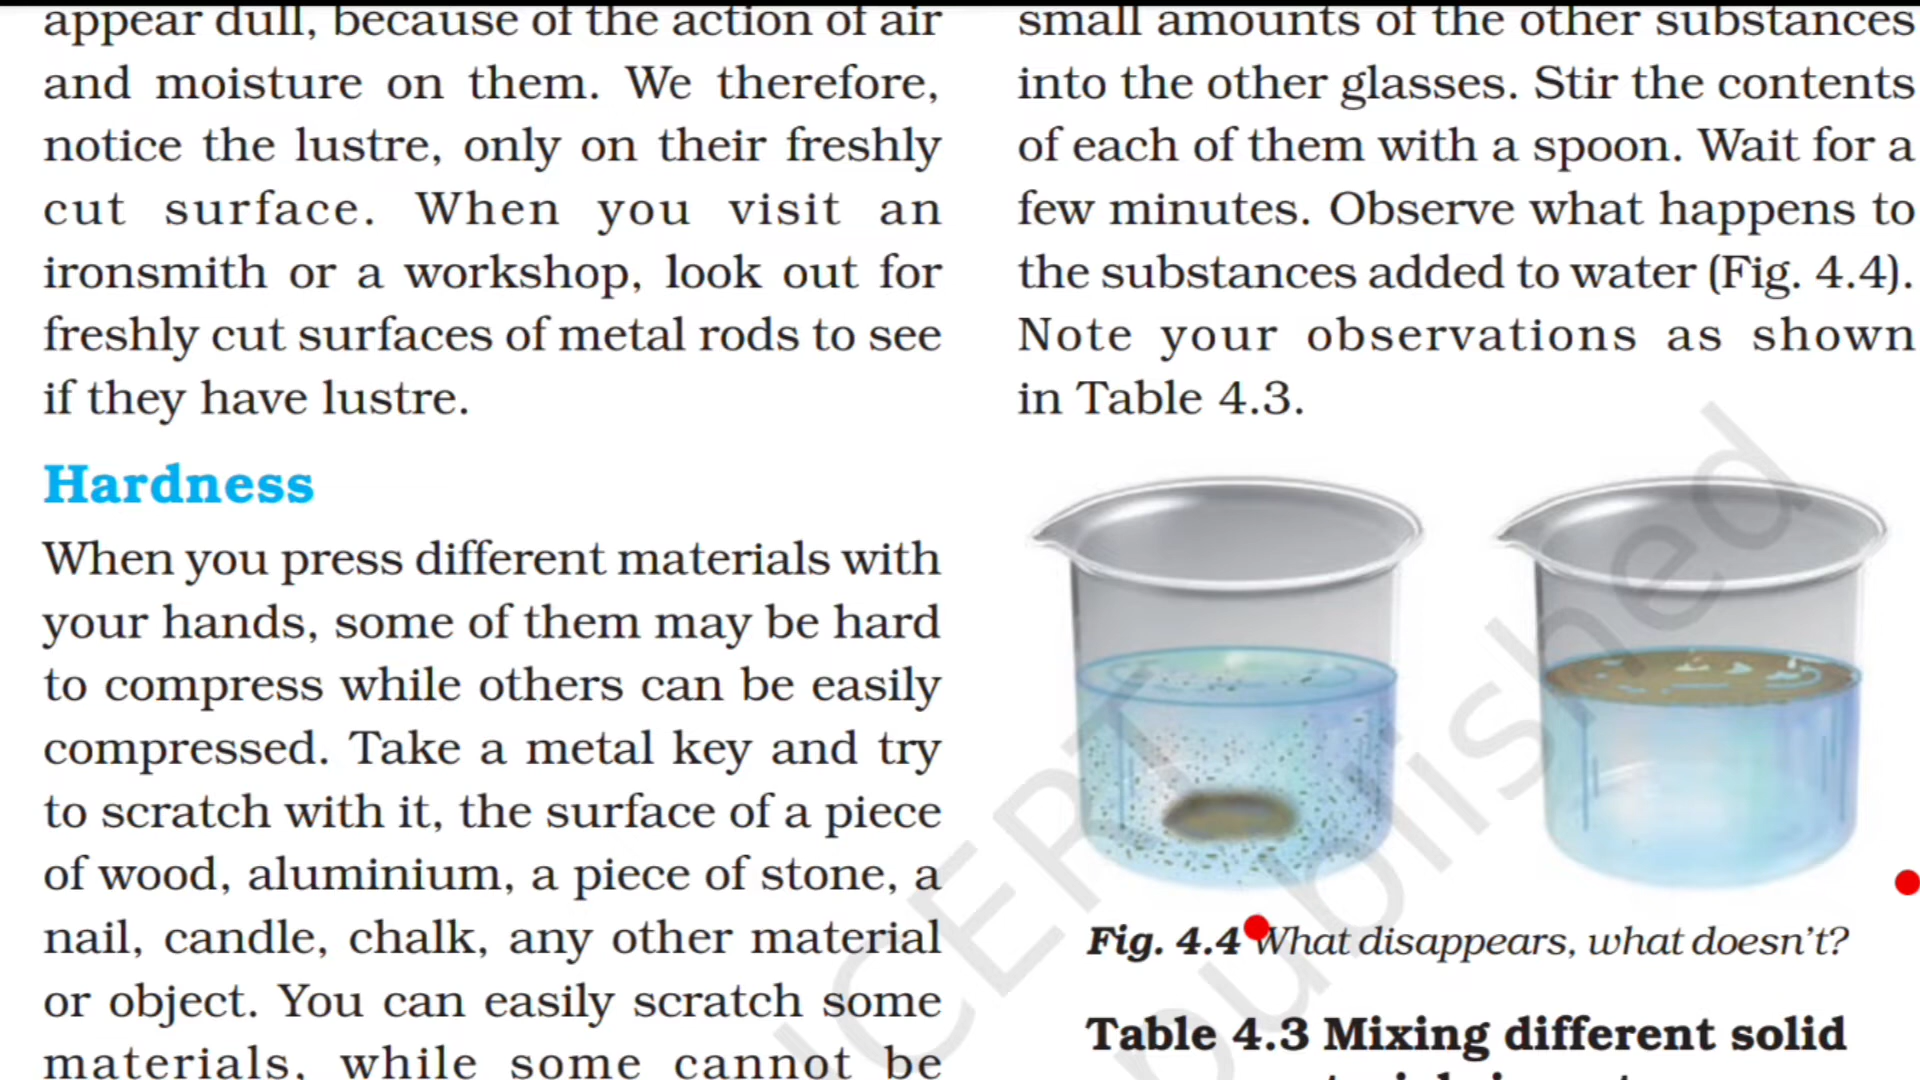 appear dull, because of the action of air
and moisture on them. We therefore,
notice the lustre, only on their freshly
cut surface. When you visit an
ironsmith or a workshop, look out for
freshly cut surfaces of metal rods to see
if they have lustre.
Hardness
When you press different materials with
your hands, some of them may be hard
to compress while others can be easily
compressed. Take a metal key and try
to scratch with it, the surface of a piece
of wood, aluminium, a piece of stone, a
nail, candle, chalk, any other material
or object. You can easily scratch some
materials, while some cannot be
small amounts of the other substances
into the other glasses. Stir the contents
of each of them with a spoon. Wait for a
few minutes. Observe what happens to
the substances added to water (Fig. 4.4).
Note your observations as shown
in Table 4.3.
Fig. 4.4 What disappears, what doesn't?
Table 4.3 Mixing different solid
NCERT
published